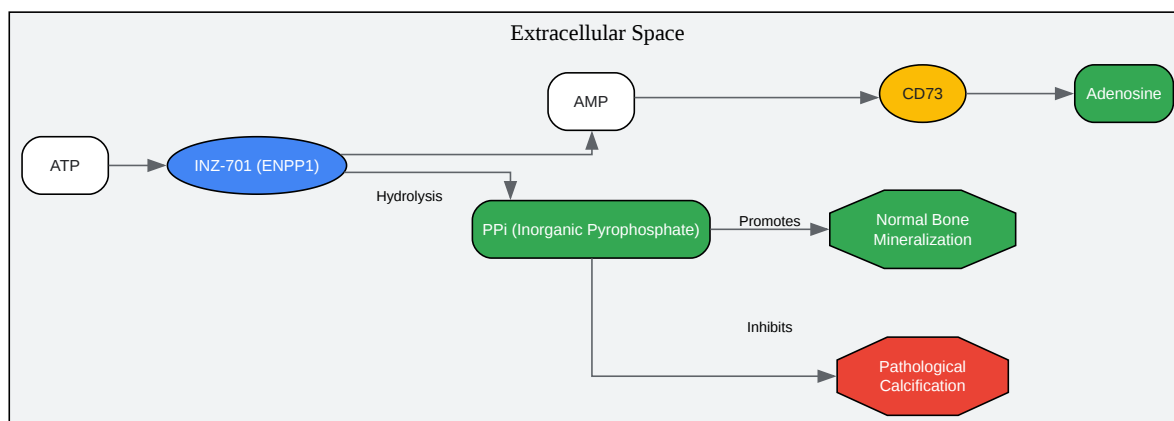 Extracellular Space
ATP
INZ-701 (ENPP1)
AMP
CD73
Adenosine
Hydrolysis
PPi (Inorganic Pyrophosphate)
Promotes
Normal Bone
Mineralization
Inhibits
Pathological
Calcification